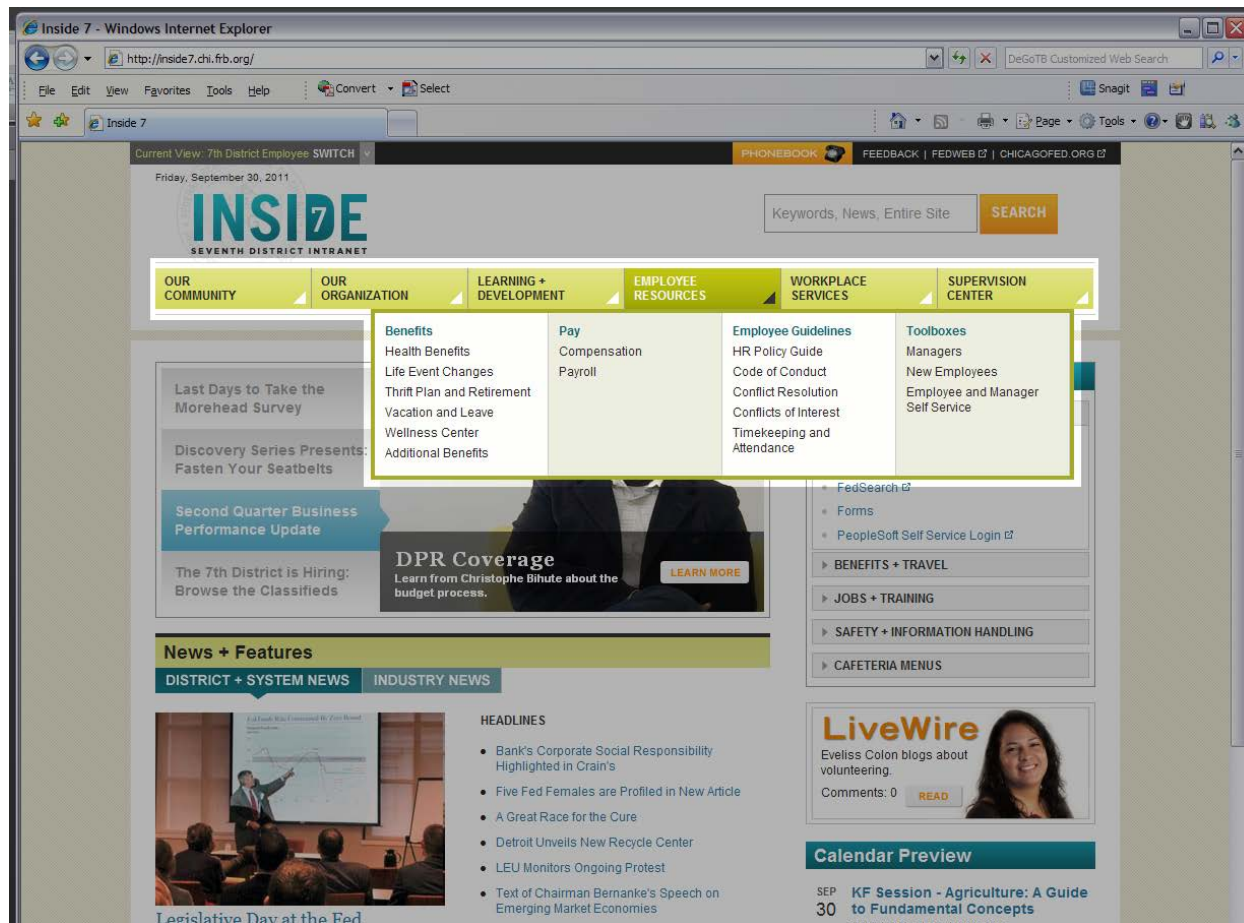 Inside 7 - Windows Internet Explorer
http://inside7.chi.frb.org/
DeGoTB Customized Web Search
File Edit View Favorites Tools Help
Convert
Select
Snagit
Inside 7
Page
Tools
Current View: 7th District Employee SWITCH
PHONEBOOK
FEEDBACK | FEDWEB | CHICAGOFED.ORG
Friday, September 30, 2011
INSIDE
7
SEVENTH DISTRICT INTRANET
Keywords, News, Entire Site
SEARCH
OUR
COMMUNITY
OUR
ORGANIZATION
LEARNING +
DEVELOPMENT
EMPLOYEE
RESOURCES
WORKPLACE
SERVICES
SUPERVISION
CENTER
Benefits
Health Benefits
Life Event Changes
Thrift Plan and Retirement
Vacation and Leave
Wellness Center
Additional Benefits
Pay
Compensation
Payroll
Employee Guidelines
HR Policy Guide
Code of Conduct
Conflict Resolution
Conflicts of Interest
Timekeeping and
Attendance
Toolboxes
Managers
New Employees
Employee and Manager
Self Service
Last Days to Take the
Morehead Survey
Discovery Series Presents:
Fasten Your Seatbelts
Second Quarter Business
Performance Update
The 7th District is Hiring:
Browse the Classifieds
DPR Coverage
Learn from Christophe Bihute about the
budget process.
LEARN MORE
FedSearch
Forms
PeopleSoft Self Service Login
BENEFITS + TRAVEL
JOBS + TRAINING
SAFETY + INFORMATION HANDLING
CAFETERIA MENUS
News + Features
DISTRICT + SYSTEM NEWS
INDUSTRY NEWS
HEADLINES
Bank's Corporate Social Responsibility
Highlighted in Crain's
Five Fed Females are Profiled in New Article
A Great Race for the Cure
Detroit Unveils New Recycle Center
LEU Monitors Ongoing Protest
Text of Chairman Bernanke's Speech on
Emerging Market Economies
Legislative Day at the Fed
LiveWire
Eveliss Colon blogs about
volunteering.
Comments: 0
READ
Calendar Preview
SEP
30
KF Session - Agriculture: A Guide
to Fundamental Concepts